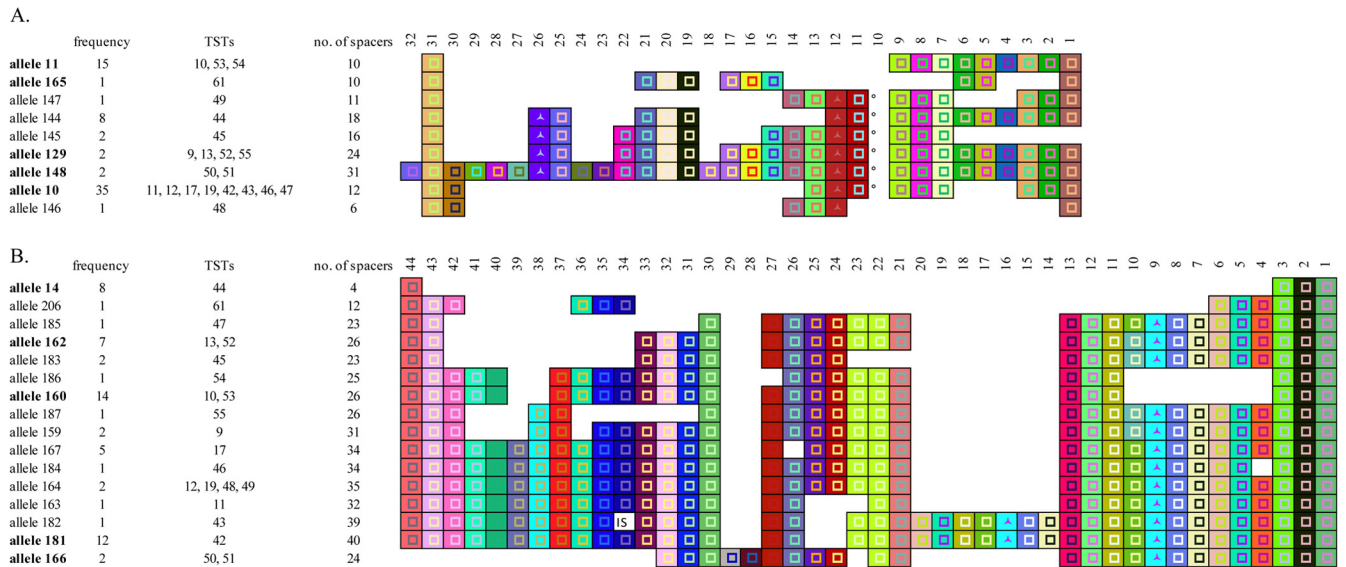 A.
frequency TSTs no. of spacers 32 31 30 29 28 27 26 25 24 23 22 21 20 19 18 17 16 15 14 13 12 11 10 9 8 7 6 5 4 3 2 1
allele 11 15 10, 53, 54 10
allele 165 1 61 10
allele 147 1 49 11
allele 144 8 44 18
allele 145 2 45 16
allele 129 2 9, 13, 52, 55 24
allele 148 2 50, 51 31
allele 10 35 11, 12, 17, 19, 42, 43, 46, 47 12
allele 146 1 48 6
B.
frequency TSTs no. of spacers 44 43 42 41 40 39 38 37 36 35 34 33 32 31 30 29 28 27 26 25 24 23 22 21 20 19 18 17 16 15 14 13 12 11 10 9 8 7 6 5 4 3 2 1
allele 14 8 44 4
allele 206 1 61 12
allele 185 1 47 23
allele 162 7 13, 52 26
allele 183 2 45 23
allele 186 1 54 25
allele 160 14 10, 53 26
allele 187 1 55 26
allele 159 2 9 31
allele 167 5 17 34
allele 184 1 46 34
allele 164 2 12, 19, 48, 49 35
allele 163 1 11 32
allele 182 1 43 39 IS
allele 181 12 42 40
allele 166 2 50, 51 24